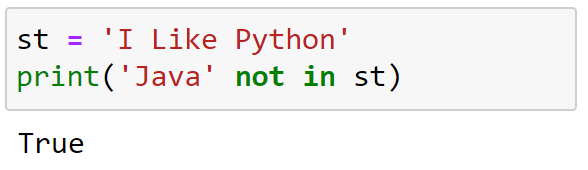 st = 'I Like Python'
print('Java' not in st)
True